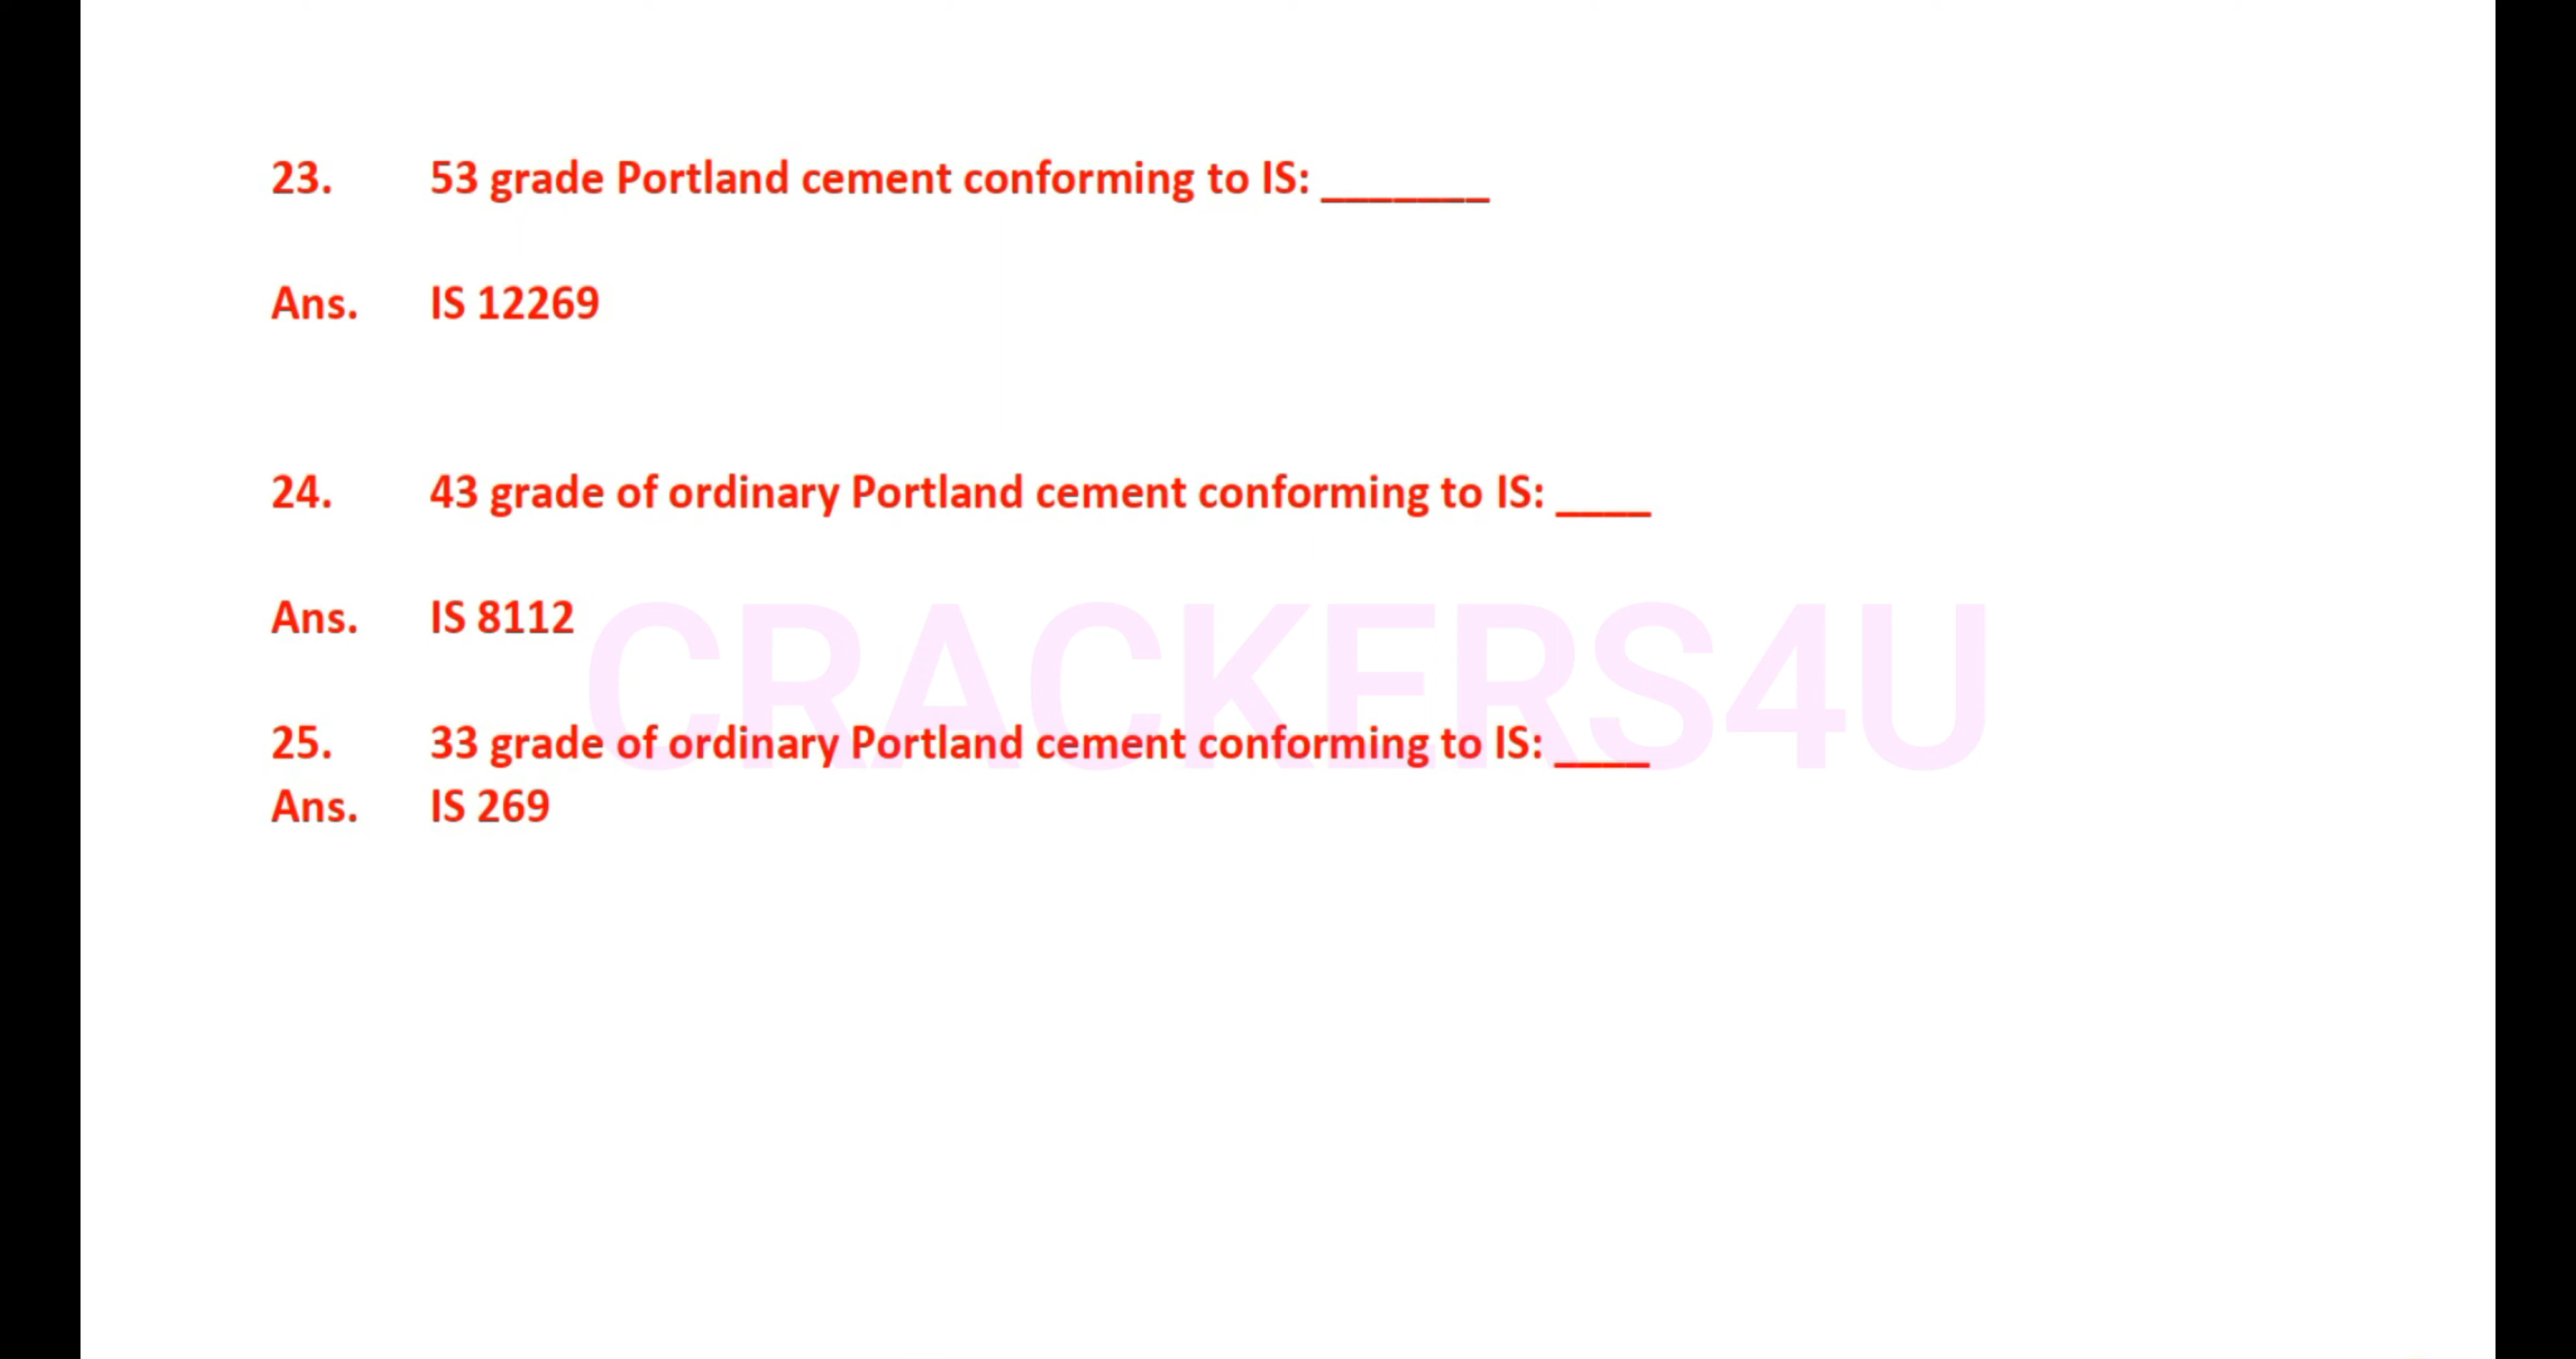 23. 53 grade Portland cement conforming to IS: _______
Ans. IS 12269
24. 43 grade of ordinary Portland cement conforming to IS: ____
Ans. IS 8112
CRACKERS4U
25. 33 grade of ordinary Portland cement conforming to IS: ____
Ans. IS 269